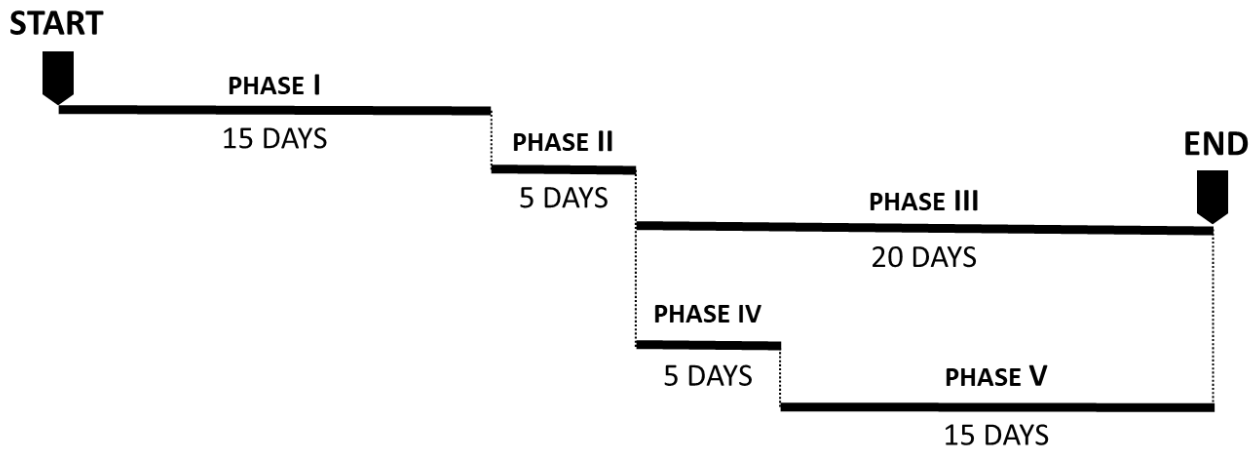 START
PHASE I
15 DAYS
PHASE II
5 DAYS
END
PHASE III
20 DAYS
PHASE IV
5 DAYS
PHASE V
15 DAYS